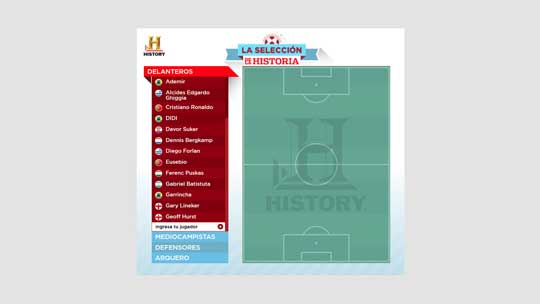 H
HISTORY
LA SELECCIÓN
DE LA HISTORIA
DELANTEROS
Ademir
Alcides Edgardo
Ghiggia
Cristiano Ronaldo
DIDI
Davor Suker
Dennis Bergkamp
Diego Forlan
Eusebio
Ferenc Puskas
Gabriel Batistuta
Garrincha
Gary Lineker
Geoff Hurst
Ingresa tu jugador
MEDIOCAMPISTAS
DEFENSORES
ARQUERO
H
HISTORY